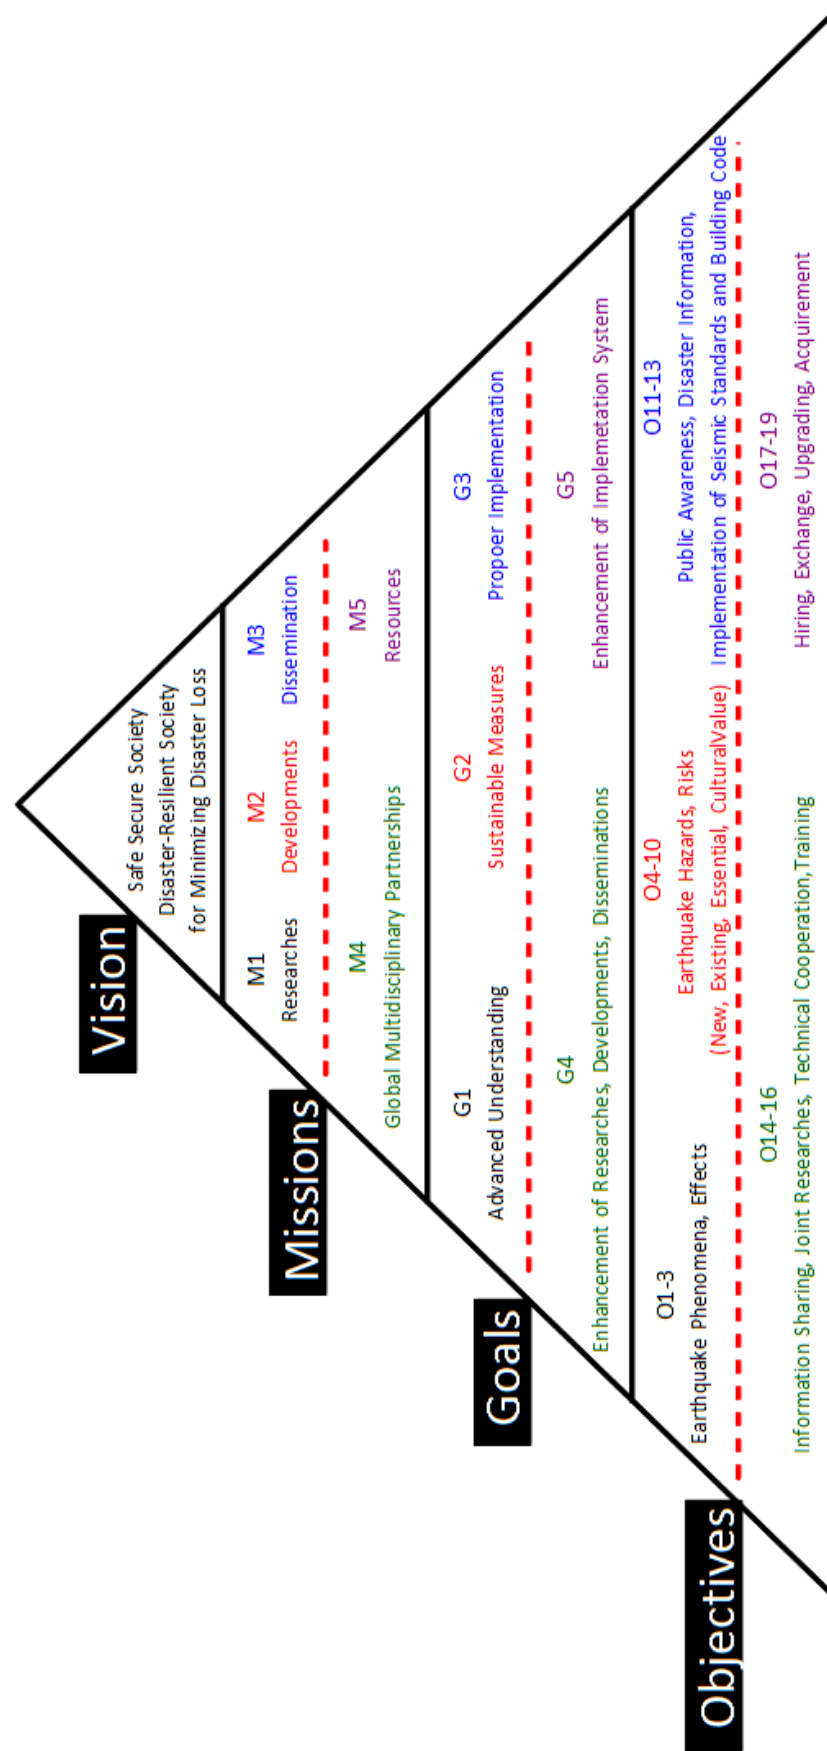 Vision
Safe Secure Society
Disaster-Resilient Society
for Minimizing Disaster Loss
Missions
M1 M2 M3
Researches Developments Dissemination
M4 M5
Global Multidisciplinary Partnerships Resources
Goals
G1 G2 G3
Advanced Understanding Sustainable Measures Propoer Implementation
G4 G5
Enhancement of Researches, Developments, Disseminations Enhancement of Implemetation System
Objectives
O1-3 O4-10 O11-13
Earthquake Phenomena, Effects Earthquake Hazards, Risks Public Awareness, Disaster Information,
(New, Existing, Essential, CulturalValue) Implementation of Seismic Standards and Building Code
O14-16 O17-19
Information Sharing, Joint Researches, Technical Cooperation,Training Hiring, Exchange, Upgrading, Acquirement